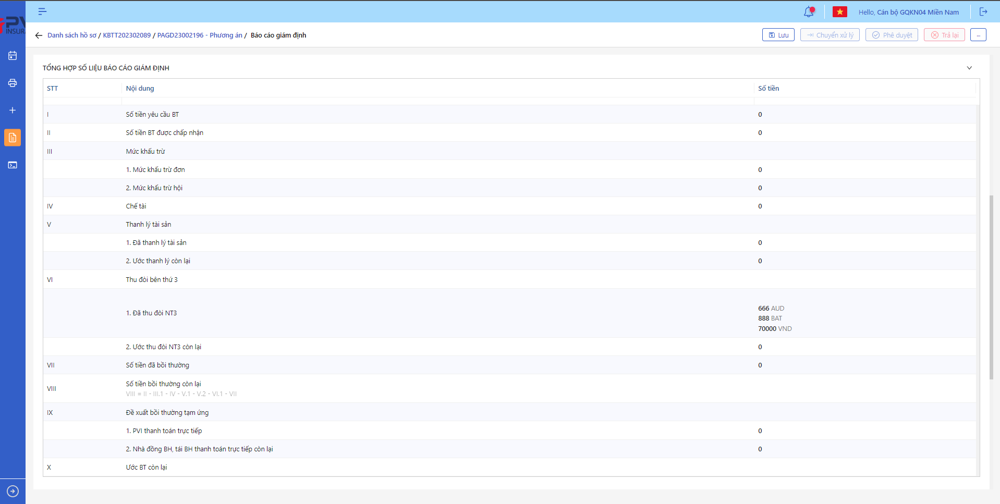 PV
INSURA
Hello, Cán bộ GQKN04 Miền Nam
Danh sách hồ sơ / KBTT202302089 / PAGD23002196 - Phương án / Báo cáo giám định
Lưu
Chuyển xử lý
Phê duyệt
Trả lại
...
TỔNG HỢP SỐ LIỆU BÁO CÁO GIÁM ĐỊNH
STT Nội dung Số tiền
I Số tiền yêu cầu BT 0
II Số tiền BT được chấp nhận 0
III Mức khấu trừ
1. Mức khấu trừ đơn 0
2. Mức khấu trừ hội 0
IV Chế tài 0
V Thanh lý tài sản
1. Đã thanh lý tài sản 0
2. Ước thanh lý còn lại 0
VI Thu đòi bên thứ 3
1. Đã thu đòi NT3
666 AUD
888 BAT
70000 VND
2. Ước thu đòi NT3 còn lại 0
VII Số tiền đã bồi thường 0
VIII Số tiền bồi thường còn lại
VIII = II - III.1 - IV - V.1 - V.2 - VI.1 - VII
IX Đề xuất bồi thường tạm ứng
1. PVI thanh toán trực tiếp 0
2. Nhà đồng BH, tái BH thanh toán trực tiếp còn lại 0
X Ước BT còn lại